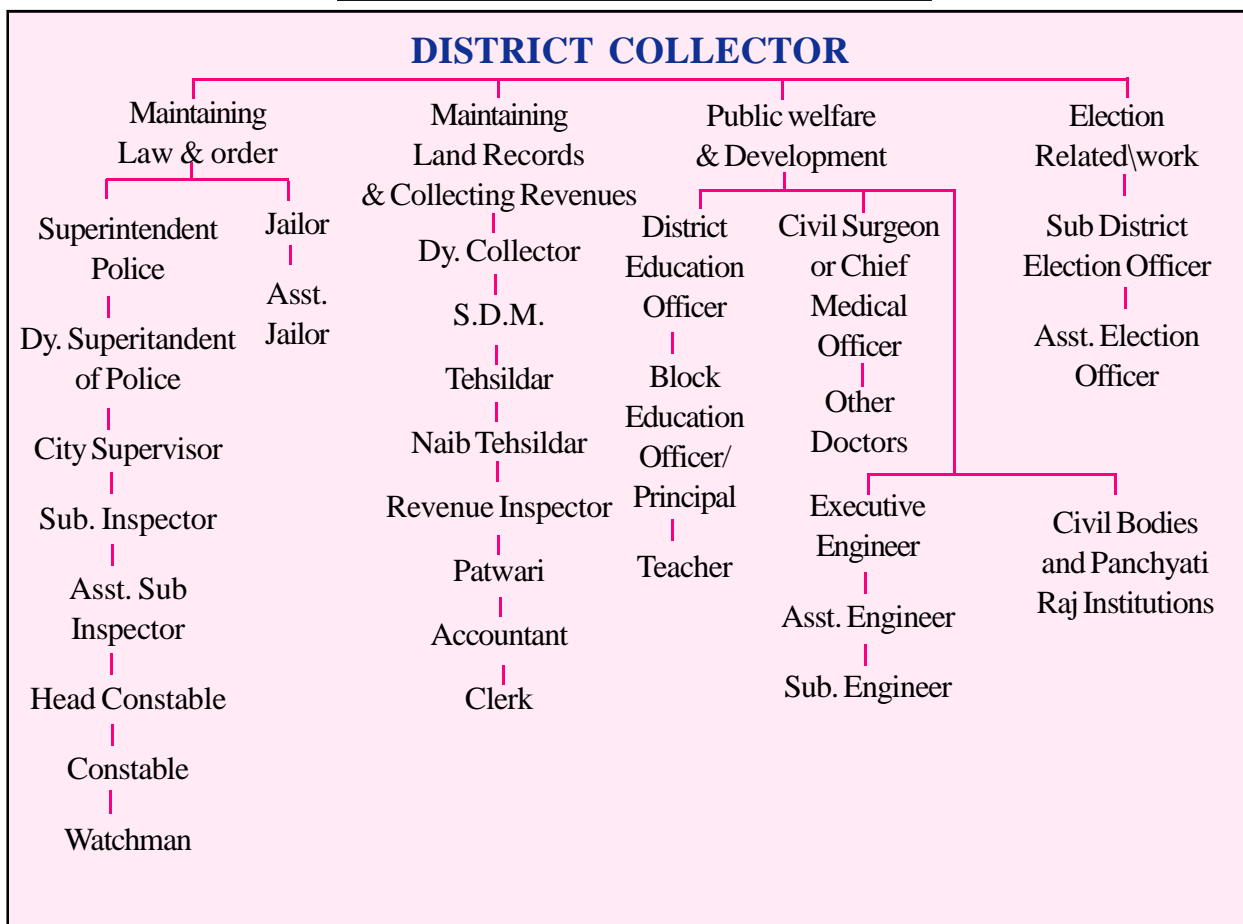 DISTRICT COLLECTOR
Maintaining
Law & order
Superintendent
Police
Dy. Superitandent
of Police
City Supervisor
Sub. Inspector
Asst. Sub
Inspector
Head Constable
Constable
Watchman
Jailor
Asst.
Jailor
Maintaining
Land Records
& Collecting Revenues
Dy. Collector
S.D.M.
Tehsildar
Naib Tehsildar
Revenue Inspector
Patwari
Accountant
Clerk
Public welfare
& Development
District
Education
Officer
Block
Education
Officer/
Principal
Teacher
Civil Surgeon
or Chief
Medical
Officer
Other
Doctors
Executive
Engineer
Asst. Engineer
Sub. Engineer
Civil Bodies
and Panchyati
Raj Institutions
Election
Related\work
Sub District
Election Officer
Asst. Election
Officer